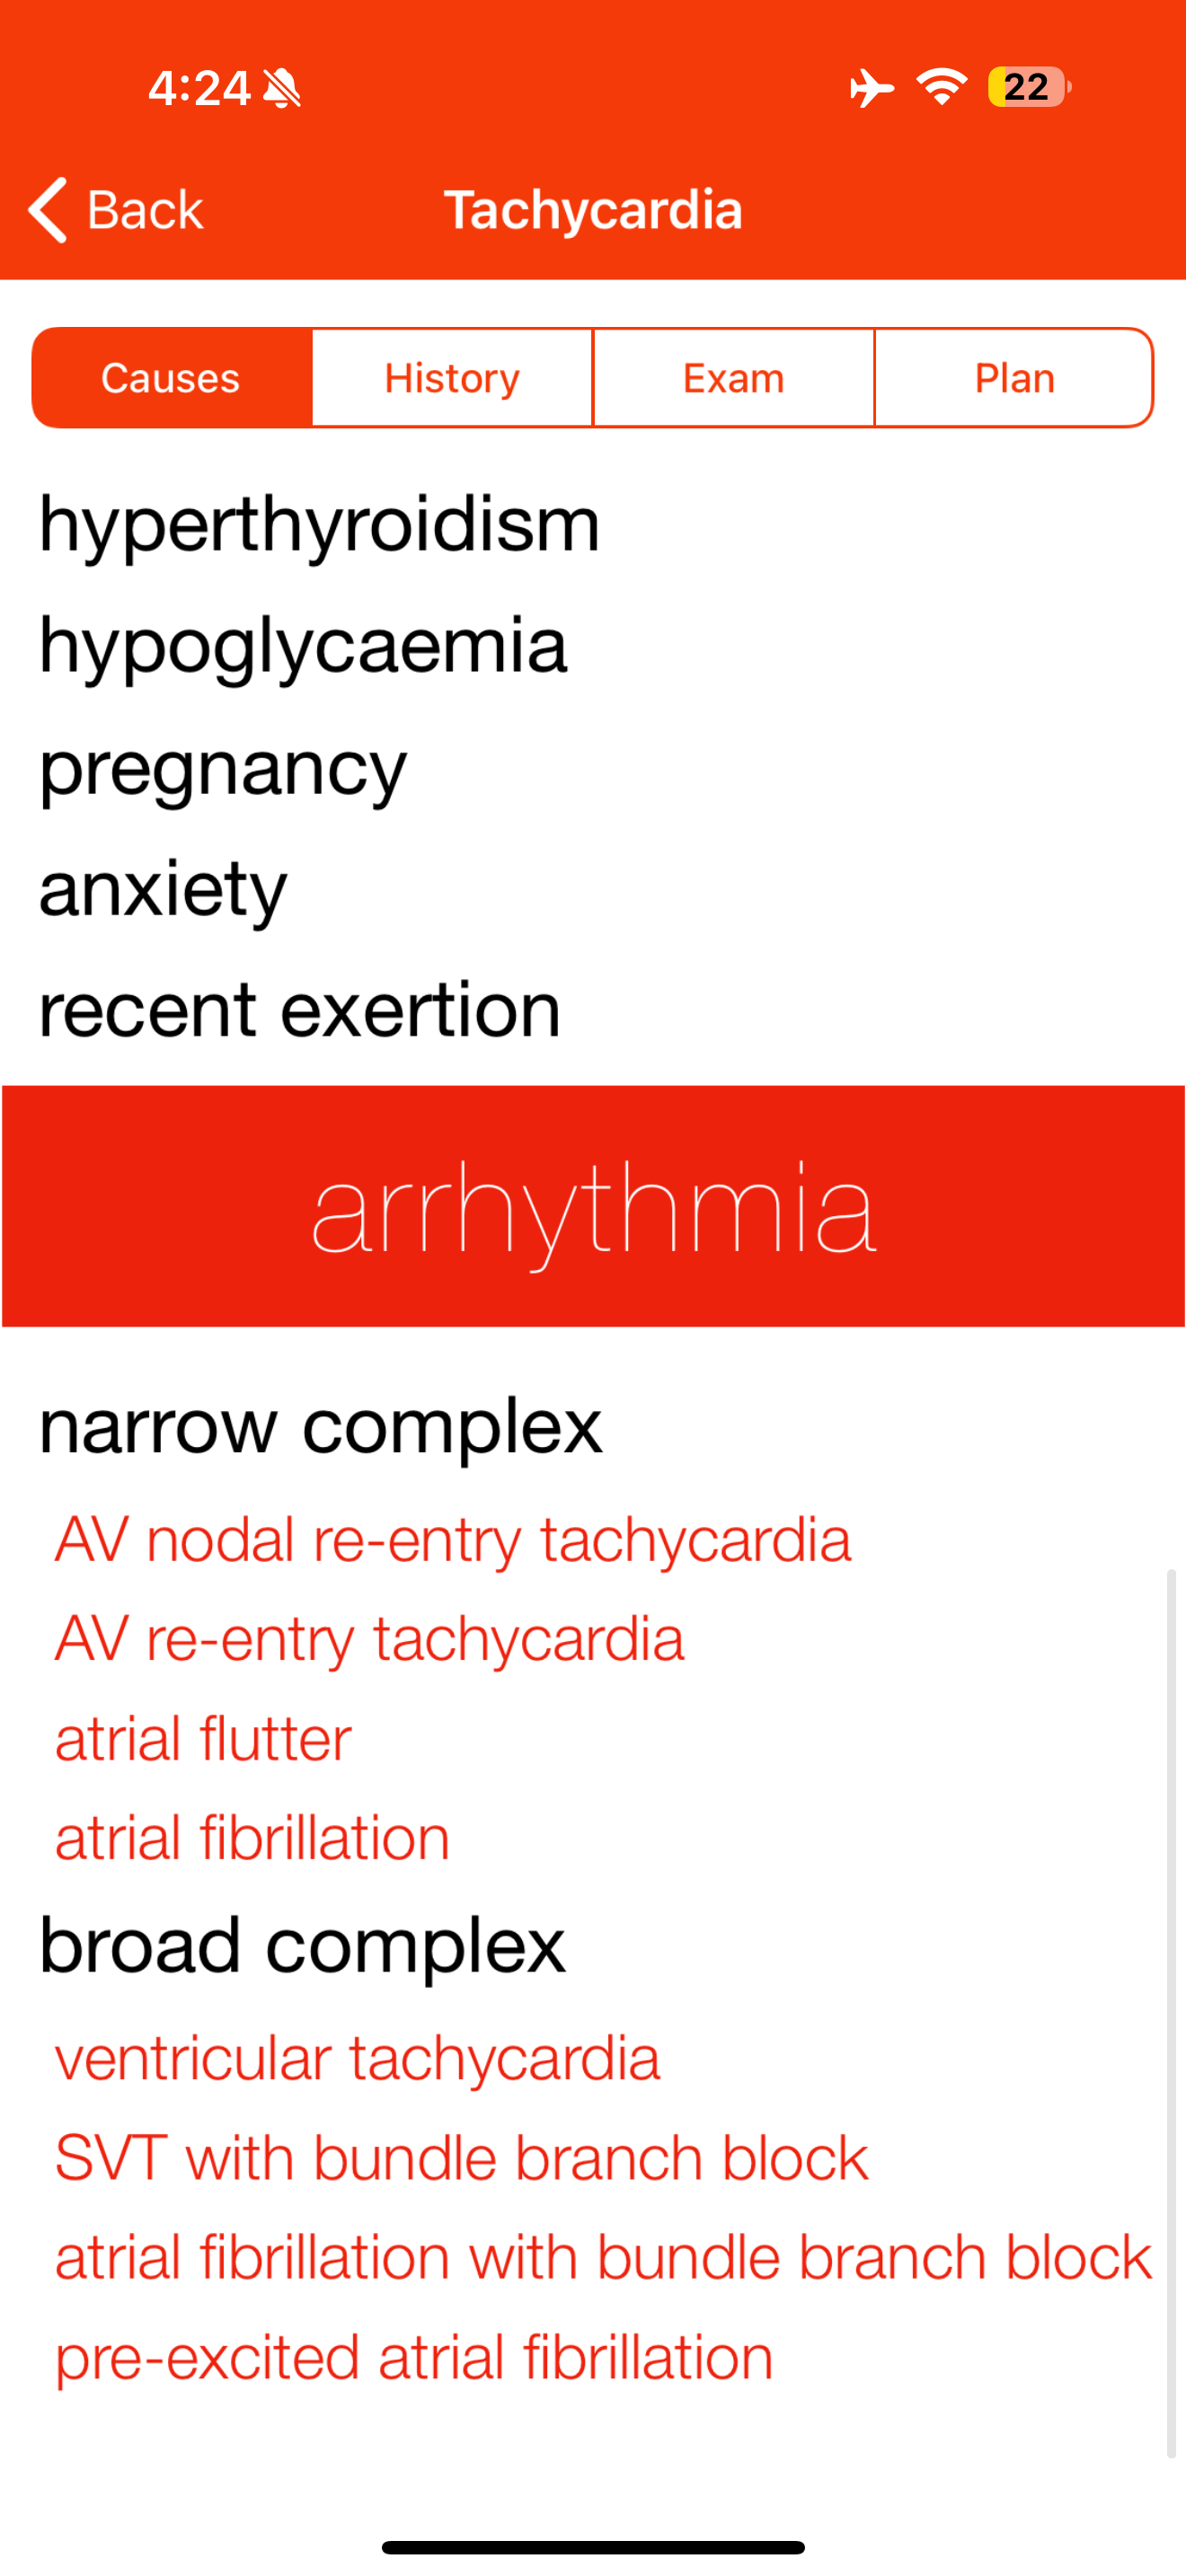 4:24
22
Back
Tachycardia
Causes
History
Exam
Plan
hyperthyroidism
hypoglycaemia
pregnancy
anxiety
recent exertion
arrhythmia
narrow complex
AV nodal re-entry tachycardia
AV re-entry tachycardia
atrial flutter
atrial fibrillation
broad complex
ventricular tachycardia
SVT with bundle branch block
atrial fibrillation with bundle branch block
pre-excited atrial fibrillation